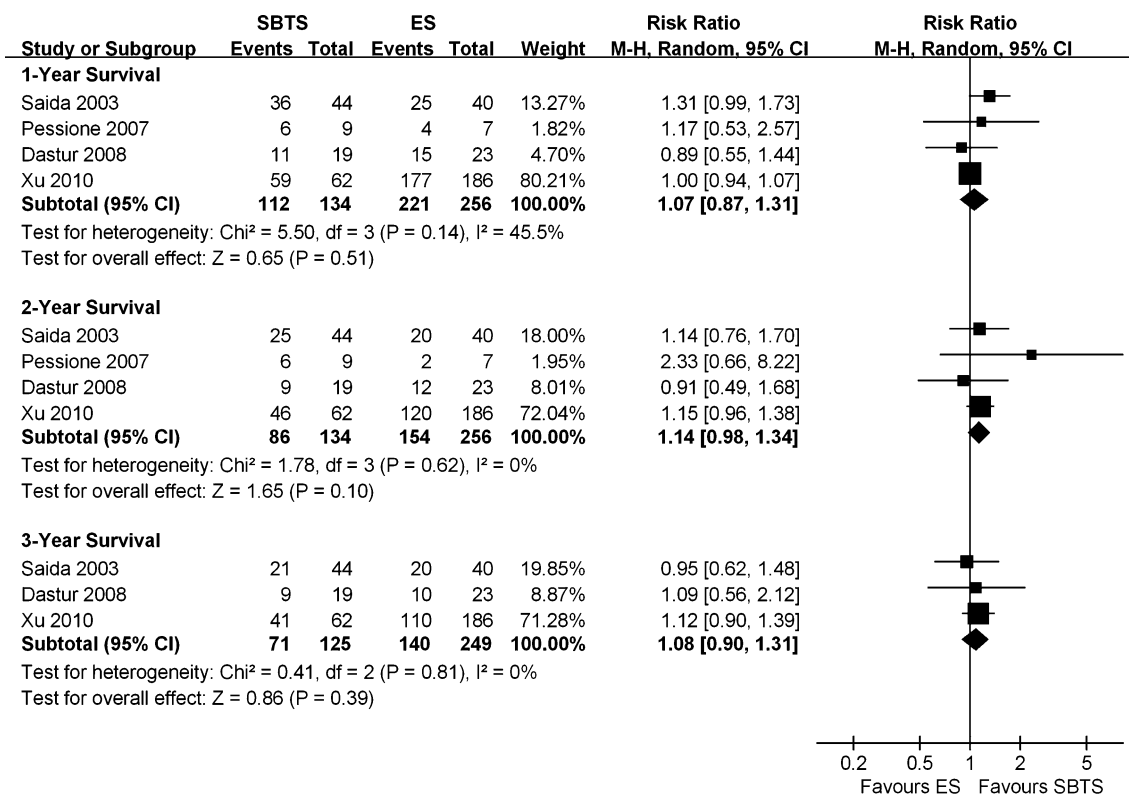 SBTS ES Risk Ratio Risk Ratio
Study or Subgroup Events Total Events Total Weight M-H, Random, 95% CI M-H, Random, 95% CI
1-Year Survival
Saida 2003 36 44 25 40 13.27% 1.31 [0.99, 1.73]
Pessione 2007 6 9 4 7 1.82% 1.17 [0.53, 2.57]
Dastur 2008 11 19 15 23 4.70% 0.89 [0.55, 1.44]
Xu 2010 59 62 177 186 80.21% 1.00 [0.94, 1.07]
Subtotal (95% CI) 112 134 221 256 100.00% 1.07 [0.87, 1.31]
Test for heterogeneity: Chi² = 5.50, df = 3 (P = 0.14), I² = 45.5%
Test for overall effect: Z = 0.65 (P = 0.51)
2-Year Survival
Saida 2003 25 44 20 40 18.00% 1.14 [0.76, 1.70]
Pessione 2007 6 9 2 7 1.95% 2.33 [0.66, 8.22]
Dastur 2008 9 19 12 23 8.01% 0.91 [0.49, 1.68]
Xu 2010 46 62 120 186 72.04% 1.15 [0.96, 1.38]
Subtotal (95% CI) 86 134 154 256 100.00% 1.14 [0.98, 1.34]
Test for heterogeneity: Chi² = 1.78, df = 3 (P = 0.62), I² = 0%
Test for overall effect: Z = 1.65 (P = 0.10)
3-Year Survival
Saida 2003 21 44 20 40 19.85% 0.95 [0.62, 1.48]
Dastur 2008 9 19 10 23 8.87% 1.09 [0.56, 2.12]
Xu 2010 41 62 110 186 71.28% 1.12 [0.90, 1.39]
Subtotal (95% CI) 71 125 140 249 100.00% 1.08 [0.90, 1.31]
Test for heterogeneity: Chi² = 0.41, df = 2 (P = 0.81), I² = 0%
Test for overall effect: Z = 0.86 (P = 0.39)
0.2 0.5 1 2 5
Favours ES Favours SBTS